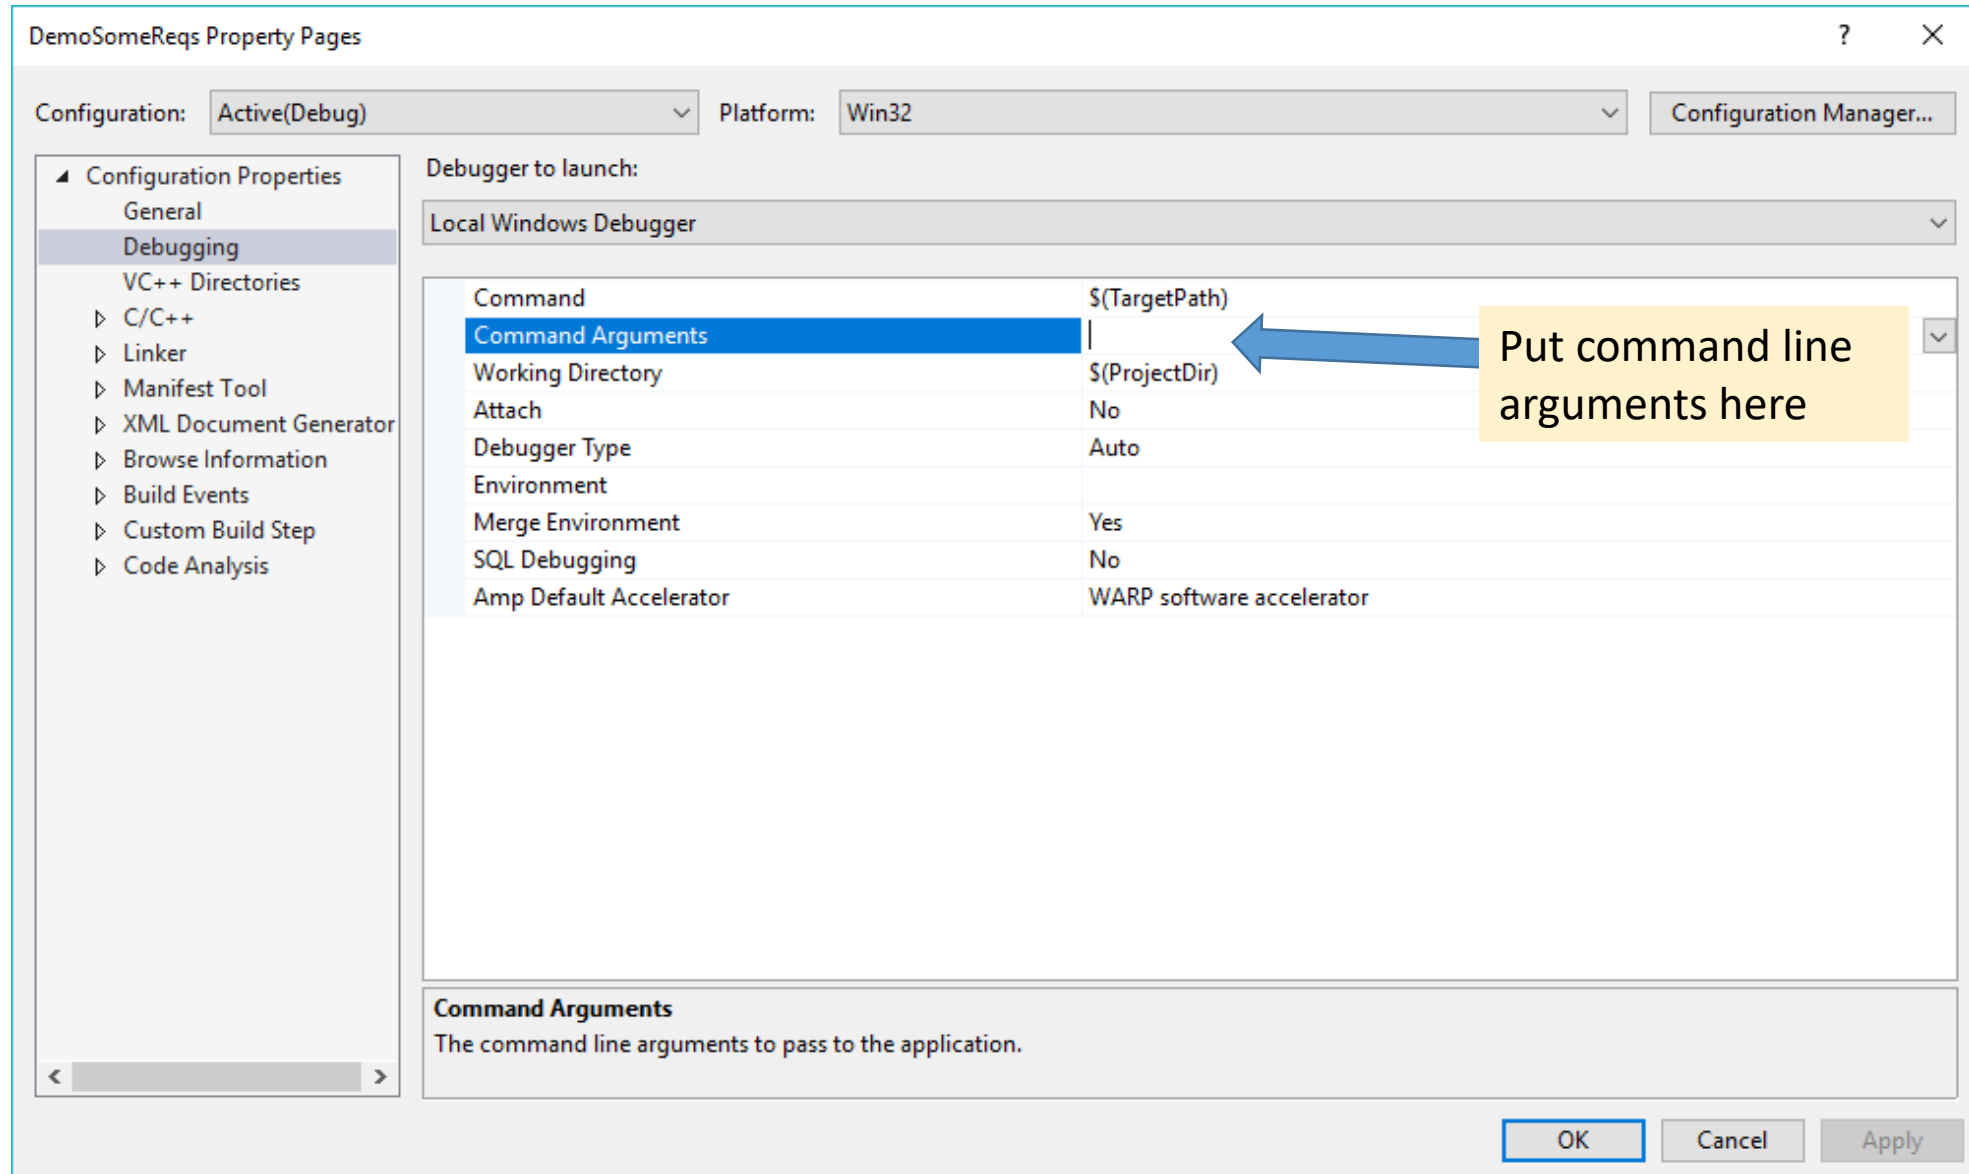 DemoSomeReqs Property Pages
?
Configuration: Active(Debug) Platform: Win32 Configuration Manager...
Configuration Properties
General
Debugging
VC++ Directories
C/C++
Linker
Manifest Tool
XML Document Generator
Browse Information
Build Events
Custom Build Step
Code Analysis
Debugger to launch:
Local Windows Debugger
Command $(TargetPath)
Command Arguments
Working Directory $(ProjectDir)
Attach No
Debugger Type Auto
Environment
Merge Environment Yes
SQL Debugging No
Amp Default Accelerator WARP software accelerator
Put command line
arguments here
Command Arguments
The command line arguments to pass to the application.
OK Cancel Apply